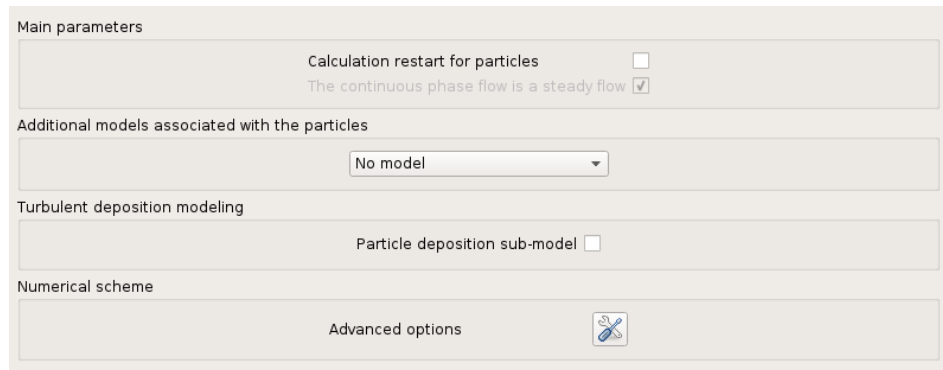 Main parameters
Calculation restart for particles
The continuous phase flow is a steady flow
Additional models associated with the particles
No model
Turbulent deposition modeling
Particle deposition sub-model
Numerical scheme
Advanced options